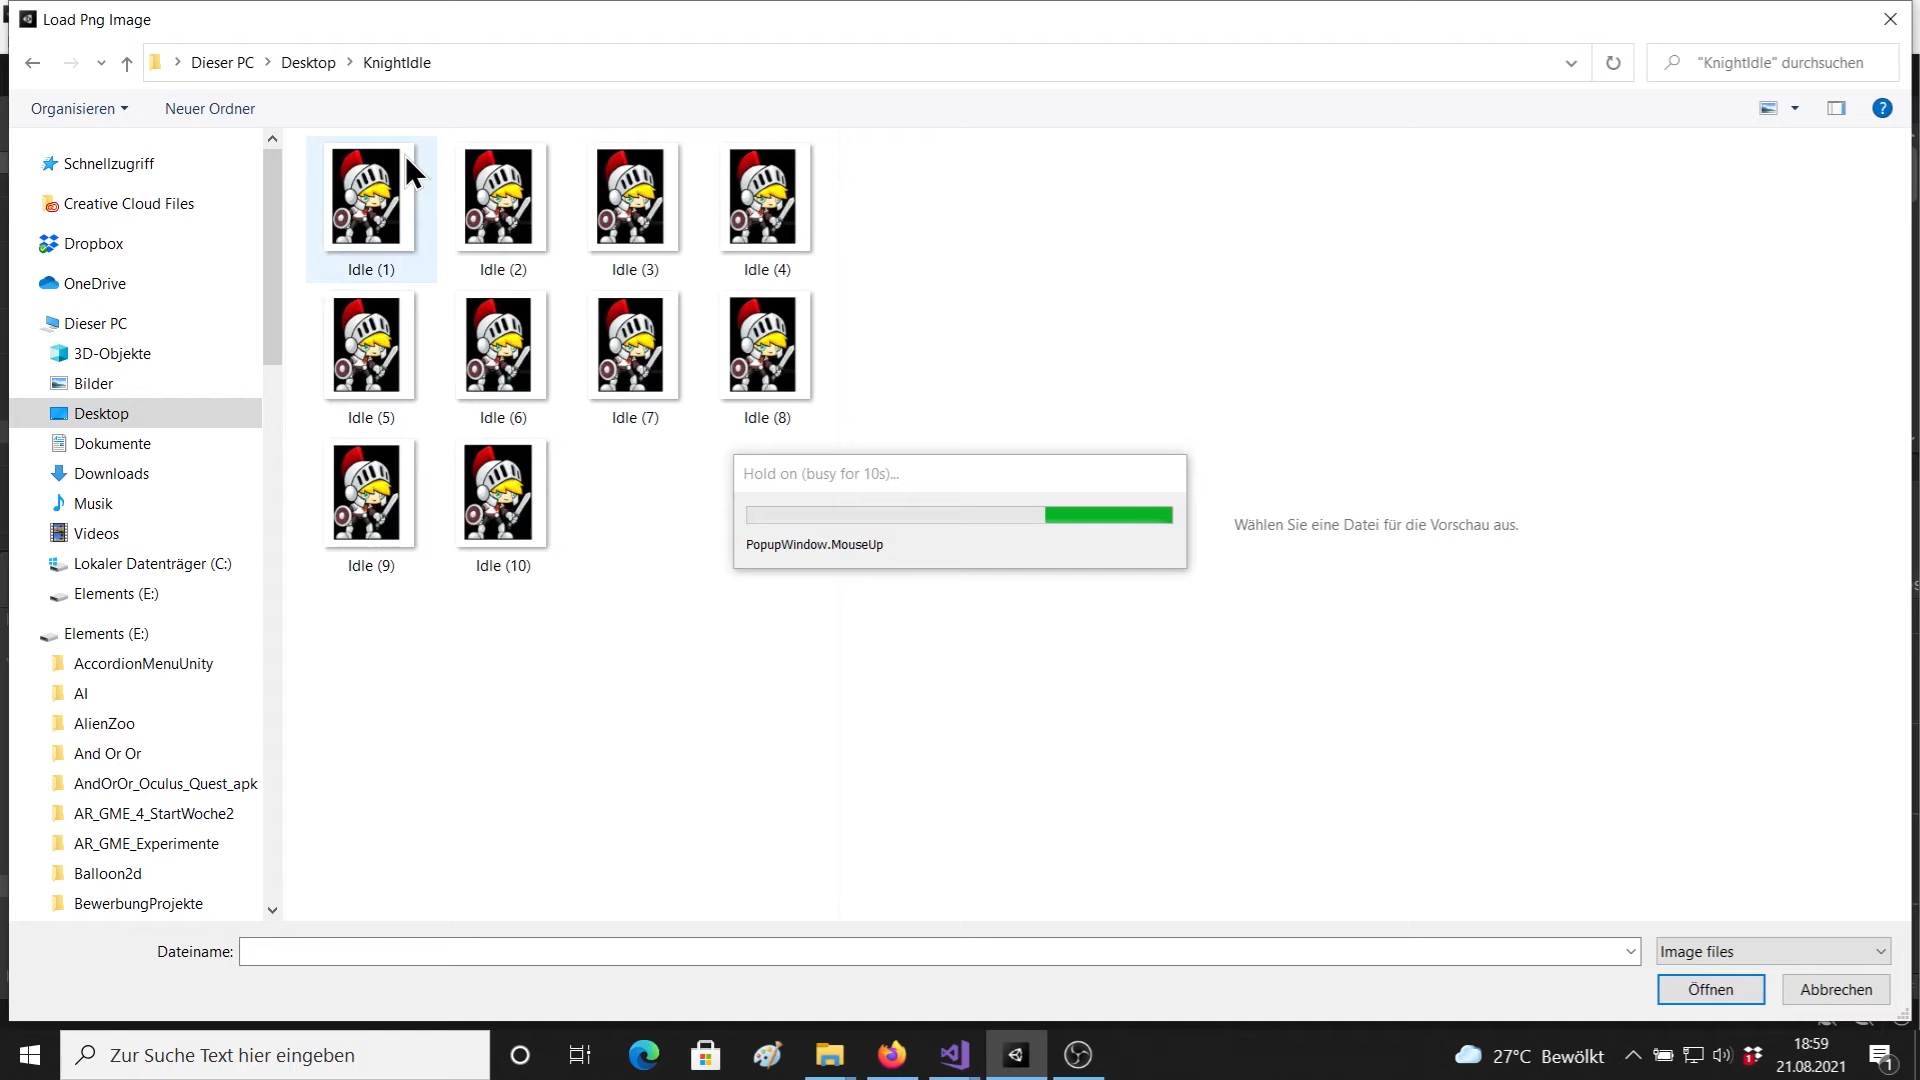 Load Png Image
Dieser PC > Desktop > KnightIdle
"KnightIdle" durchsuchen
Organisieren
Neuer Ordner
Schnellzugriff
Creative Cloud Files
Dropbox
OneDrive
Dieser PC
3D-Objekte
Bilder
Desktop
Dokumente
Downloads
Musik
Videos
Lokaler Datenträger (C:)
Elements (E:)
Elements (E:)
AccordionMenuUnity
AI
AlienZoo
And Or Or
AndOrOr_Oculus_Quest_apk
AR_GME_4_StartWoche2
AR_GME_Experimente
Balloon2d
BewerbungProjekte
Idle (1)
Idle (2)
Idle (3)
Idle (4)
Idle (5)
Idle (6)
Idle (7)
Idle (8)
Idle (9)
Idle (10)
Hold on (busy for 10s)...
PopupWindow.MouseUp
Wählen Sie eine Datei für die Vorschau aus.
Dateiname:
Image files
Öffnen
Abbrechen
Zur Suche Text hier eingeben
27°C Bewölkt
18:59
21.08.2021
1